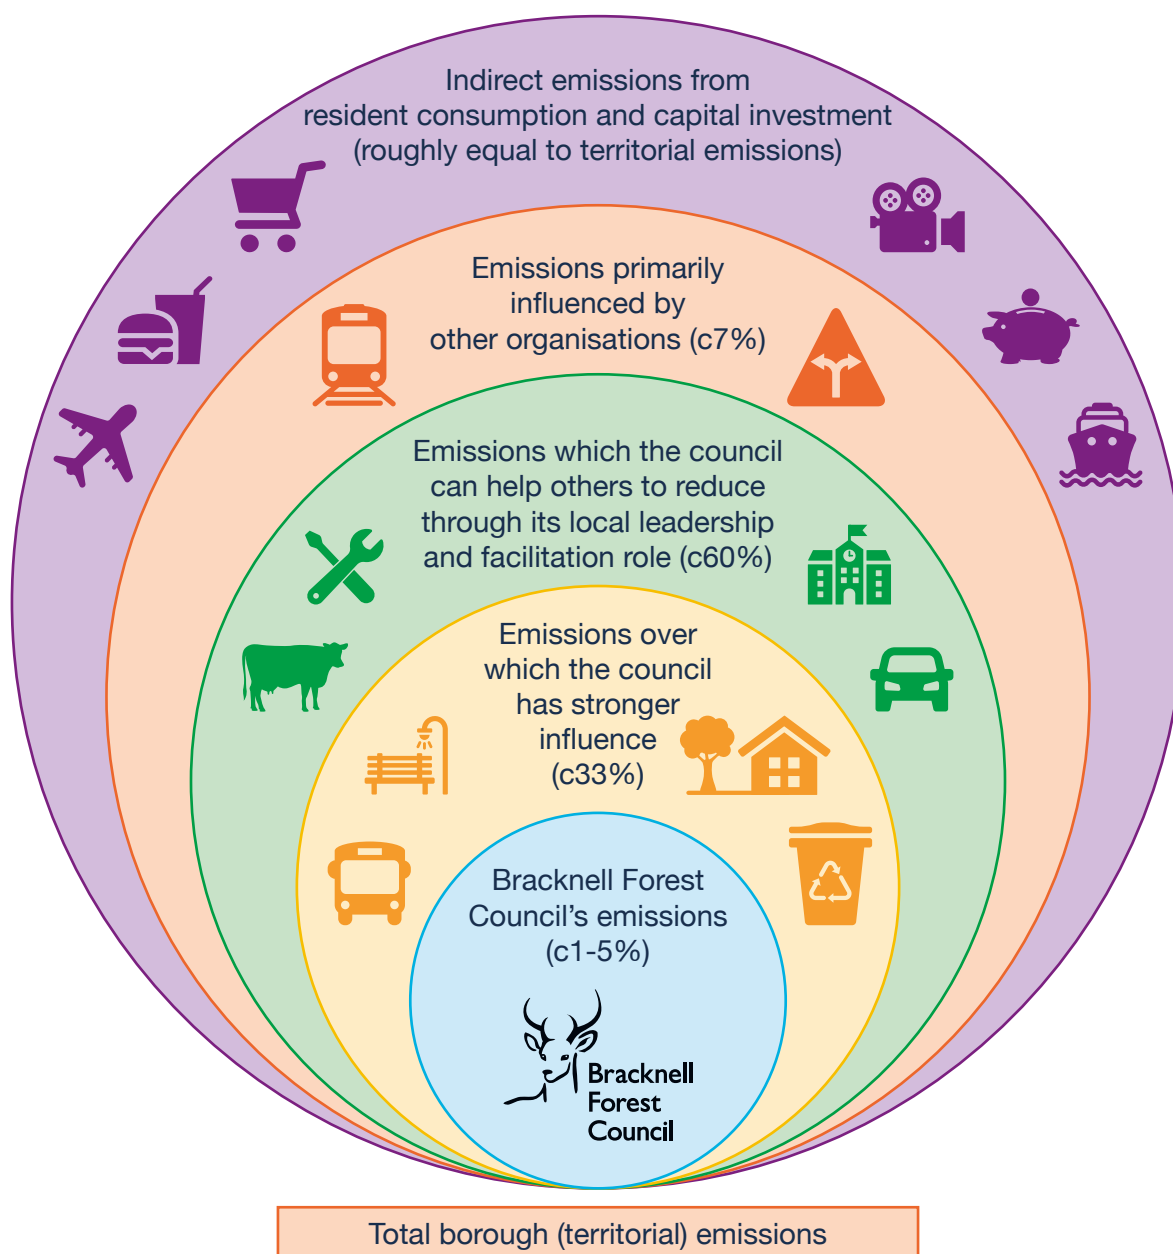 Indirect emissions from
resident consumption and capital investment
(roughly equal to territorial emissions)
Emissions primarily
influenced by
other organisations (c7%)
Emissions which the council
can help others to reduce
through its local leadership
and facilitation role (c60%)
Emissions over
which the council
has stronger
influence
(c33%)
Bracknell Forest
Council’s emissions
(c1-5%)
Bracknell
Forest
Council
Total borough (territorial) emissions